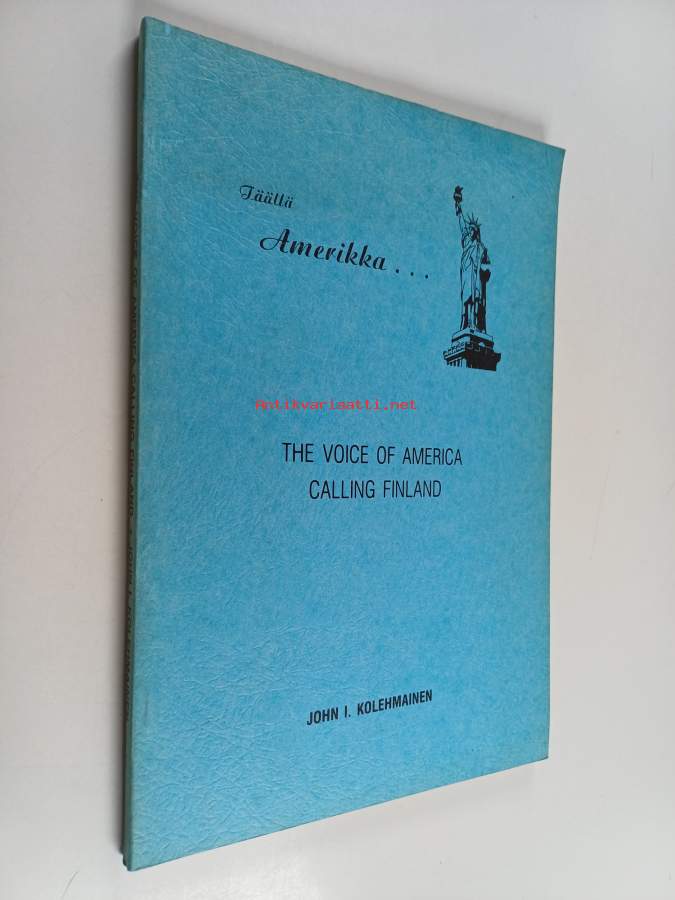 Täällä
Amerikka . . .
Antikvariaatti.net
THE VOICE OF AMERICA
CALLING FINLAND
JOHN I. KOLEHMAINEN